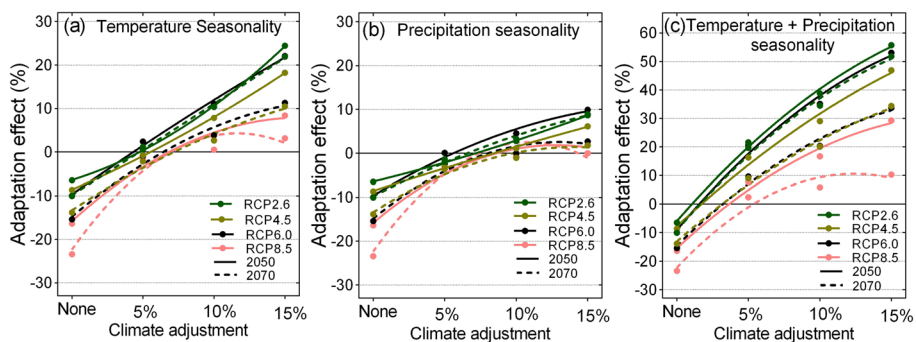 (a) Temperature Seasonality
Adaptation effect (%)
30
20
10
0
-10
-20
-30
RCP2.6
RCP4.5
RCP6.0
RCP8.5
2050
2070
None 5% 10% 15%
Climate adjustment
(b) Precipitation seasonality
Adaptation effect (%)
30
20
10
0
-10
-20
-30
RCP2.6
RCP4.5
RCP6.0
RCP8.5
2050
2070
None 5% 10% 15%
Climate adjustment
(c) Temperature + Precipitation
seasonality
Adaptation effect (%)
60
50
40
30
20
10
0
-10
-20
-30
RCP2.6
RCP4.5
RCP6.0
RCP8.5
2050
2070
None 5% 10% 15%
Climate adjustment